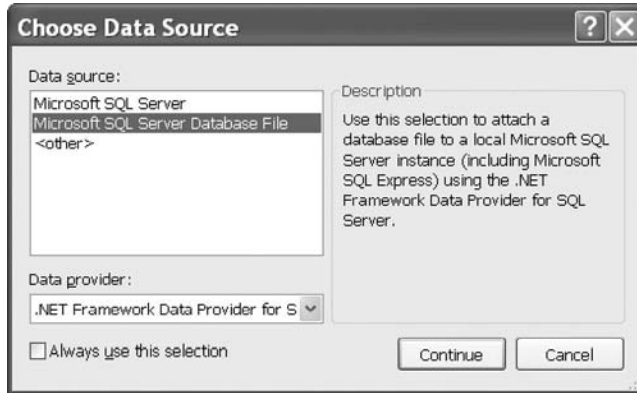 Choose Data Source
Data source:
Microsoft SQL Server
Microsoft SQL Server Database File
<other>
Description
Use this selection to attach a
database file to a local Microsoft SQL
Server instance (including Microsoft
SQL Express) using the .NET
Framework Data Provider for SQL
Server.
Data provider:
.NET Framework Data Provider for S
Always use this selection
Continue
Cancel